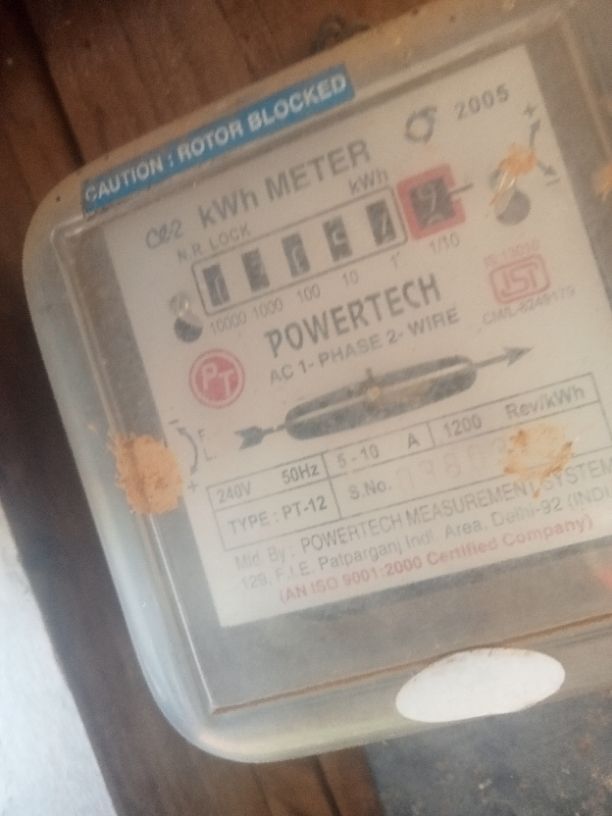 CAUTION : ROTOR BLOCKED
2005
kWh METER
N.R. LOCK
kWh
10000 1000 100 10 1 1/10
POWERTECH
AC 1- PHASE 2- WIRE
PT
240V 50Hz 5-10 A 1200 Rev/kWh
TYPE : PT-12 S.No.
Mfd. By : POWERTECH MEASUREMENT SYSTEM
129, F.I.E. Patparganj Indl. Area, Delhi-92 (INDI
(AN ISO 9001:2000 Certified Company)